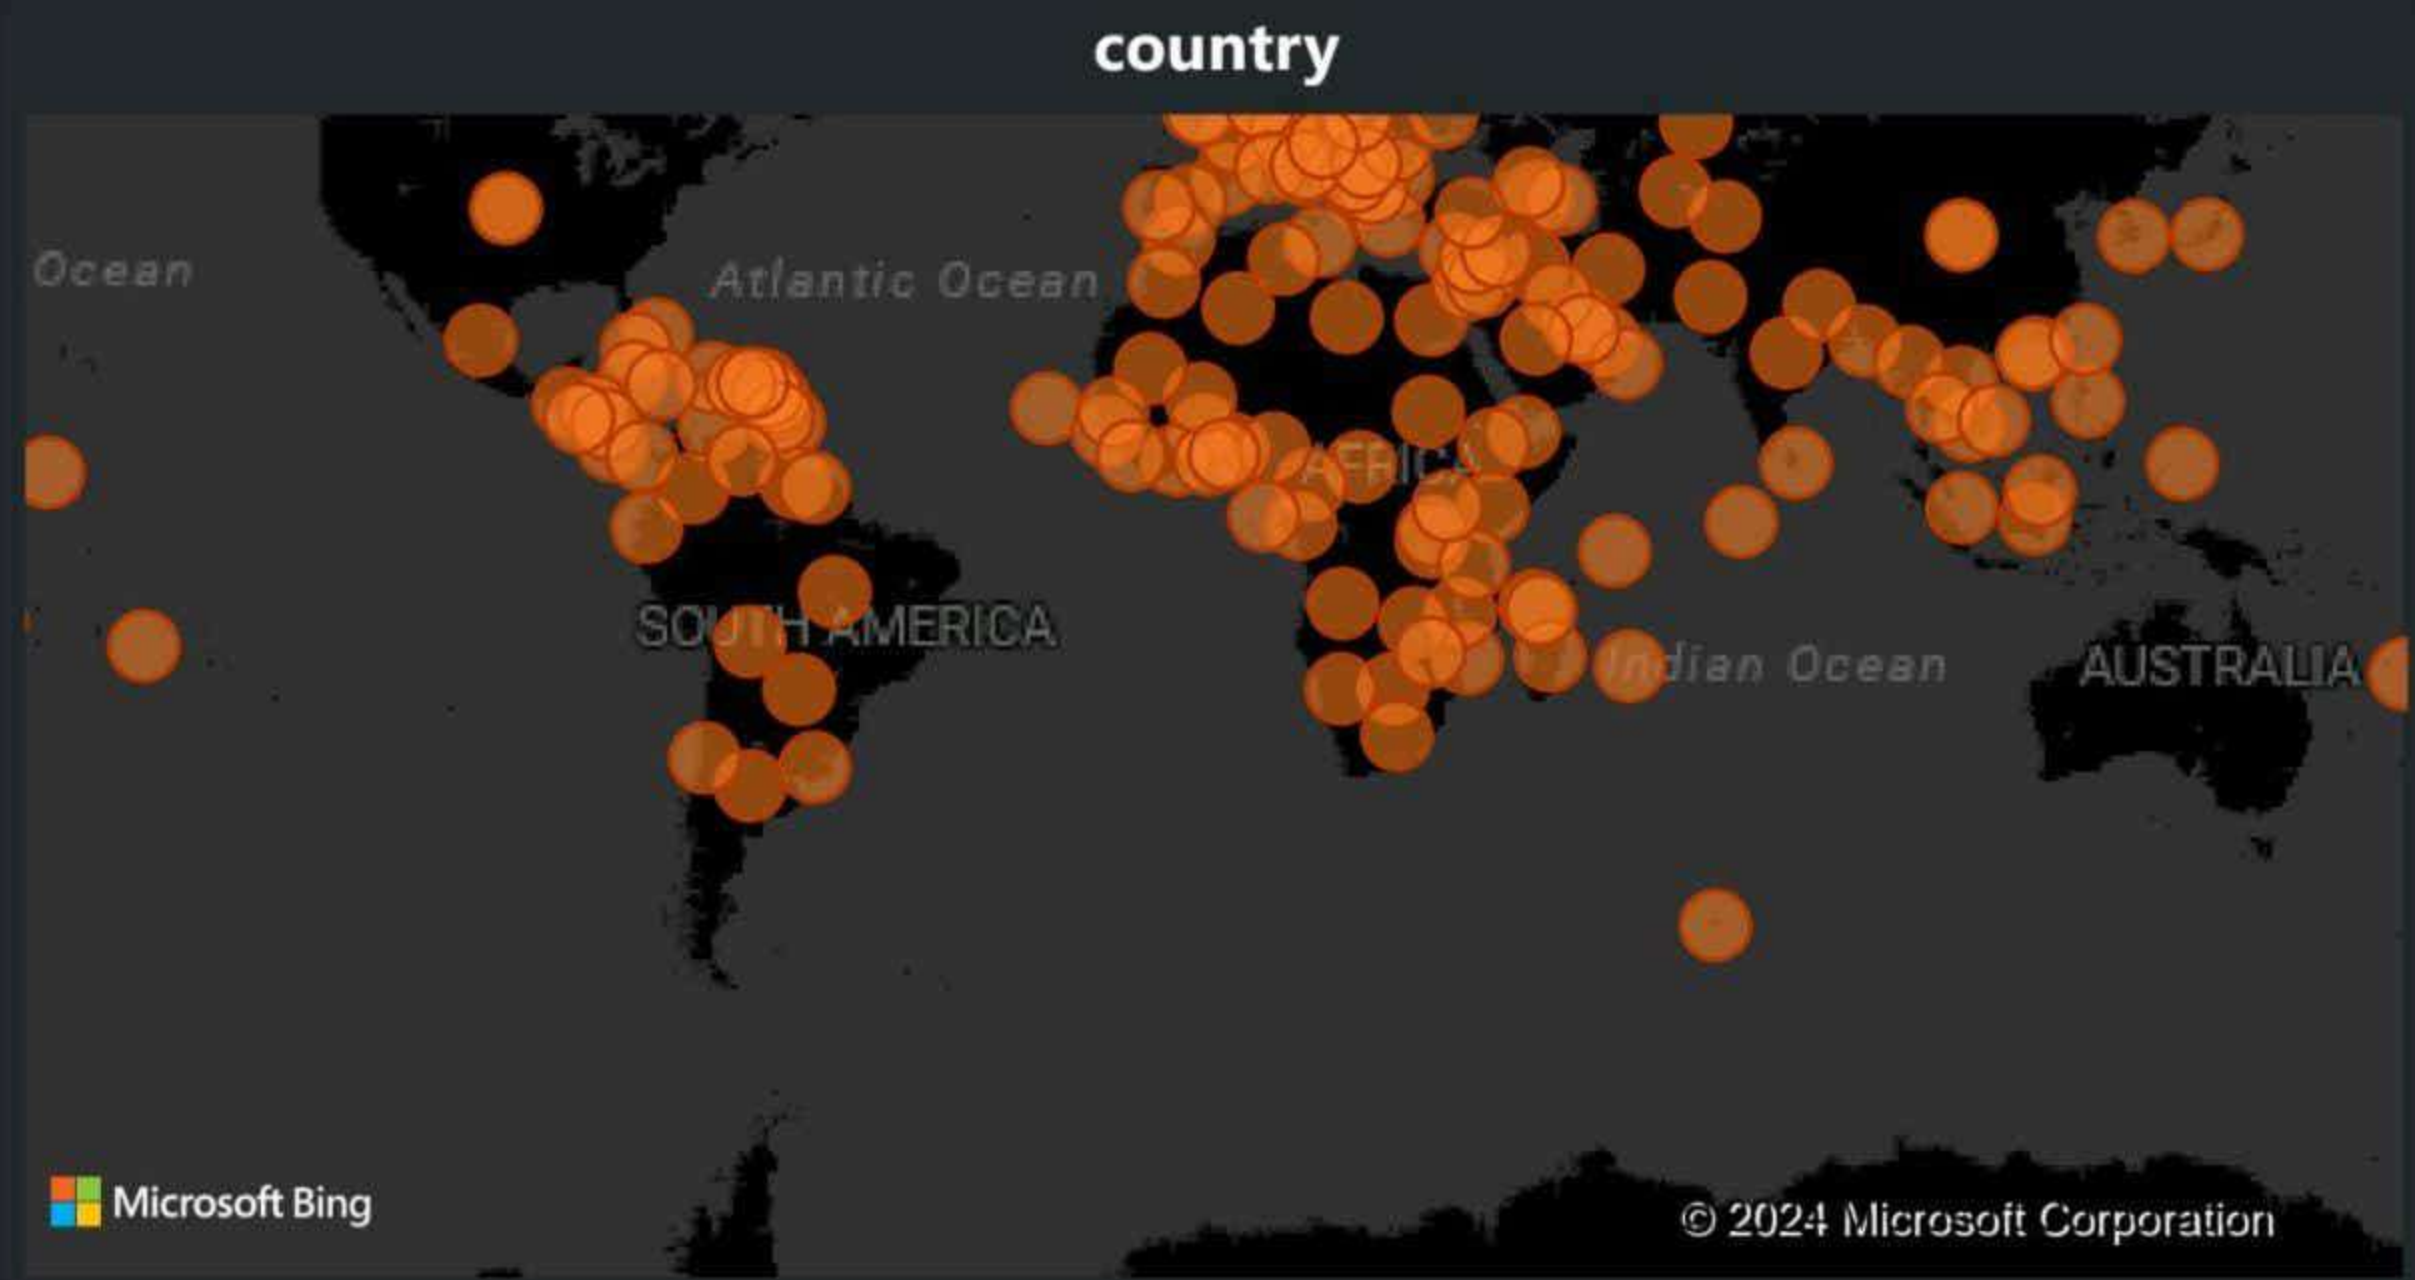 country
Ocean
Atlantic Ocean
AFRICA
SOUTH AMERICA
Indian Ocean
AUSTRALIA
Microsoft Bing
© 2024 Microsoft Corporation